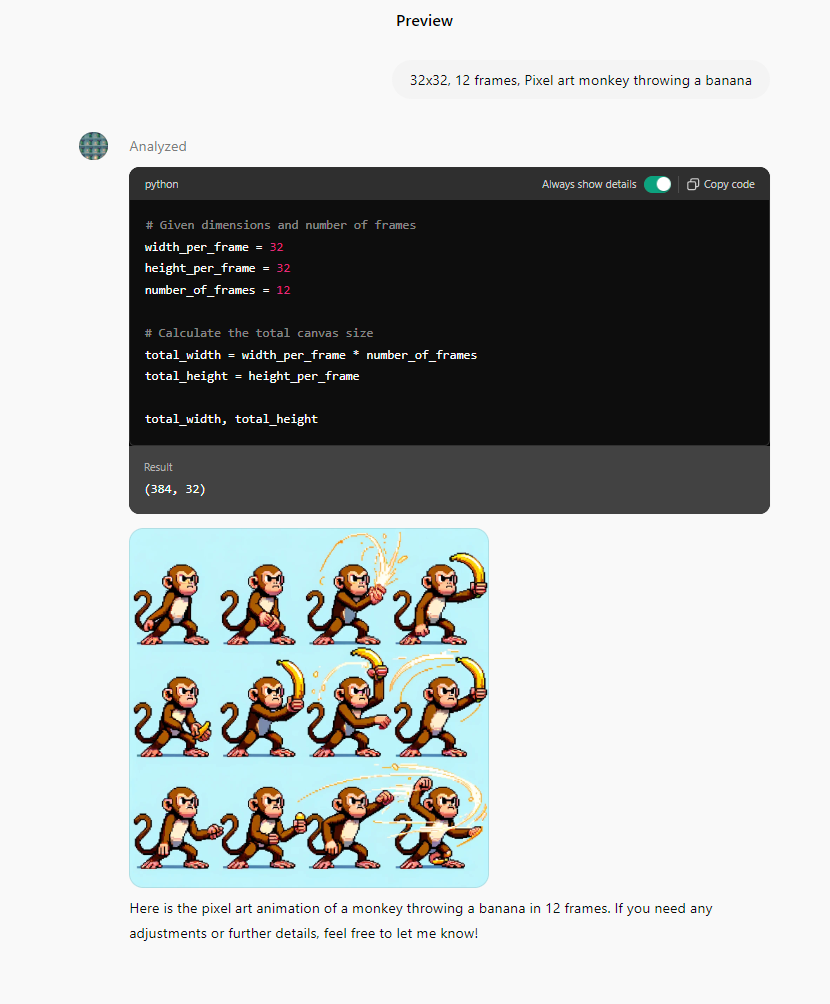 Preview
32x32, 12 frames, Pixel art monkey throwing a banana
Analyzed
python
Always show details
Copy code
# Given dimensions and number of frames
width_per_frame = 32
height_per_frame = 32
number_of_frames = 12
# Calculate the total canvas size
total_width = width_per_frame * number_of_frames
total_height = height_per_frame
total_width, total_height
Result
(384, 32)
Here is the pixel art animation of a monkey throwing a banana in 12 frames. If you need any
adjustments or further details, feel free to let me know!